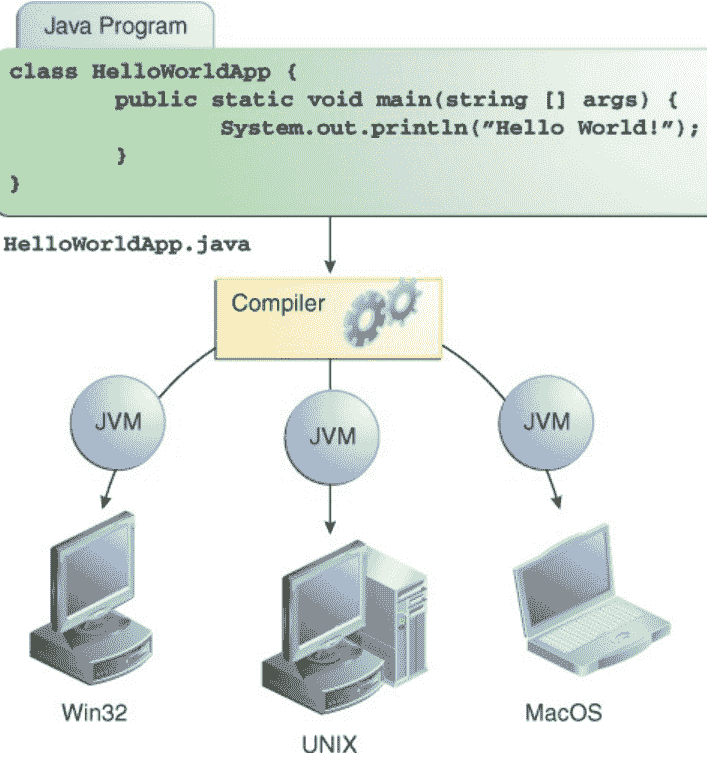 Java Program
class HelloWorldApp {
public static void main(string [] args) {
System.out.println("Hello World!");
}
}
HelloWorldApp.java
Compiler
JVM
JVM
JVM
Win32
UNIX
MacOS